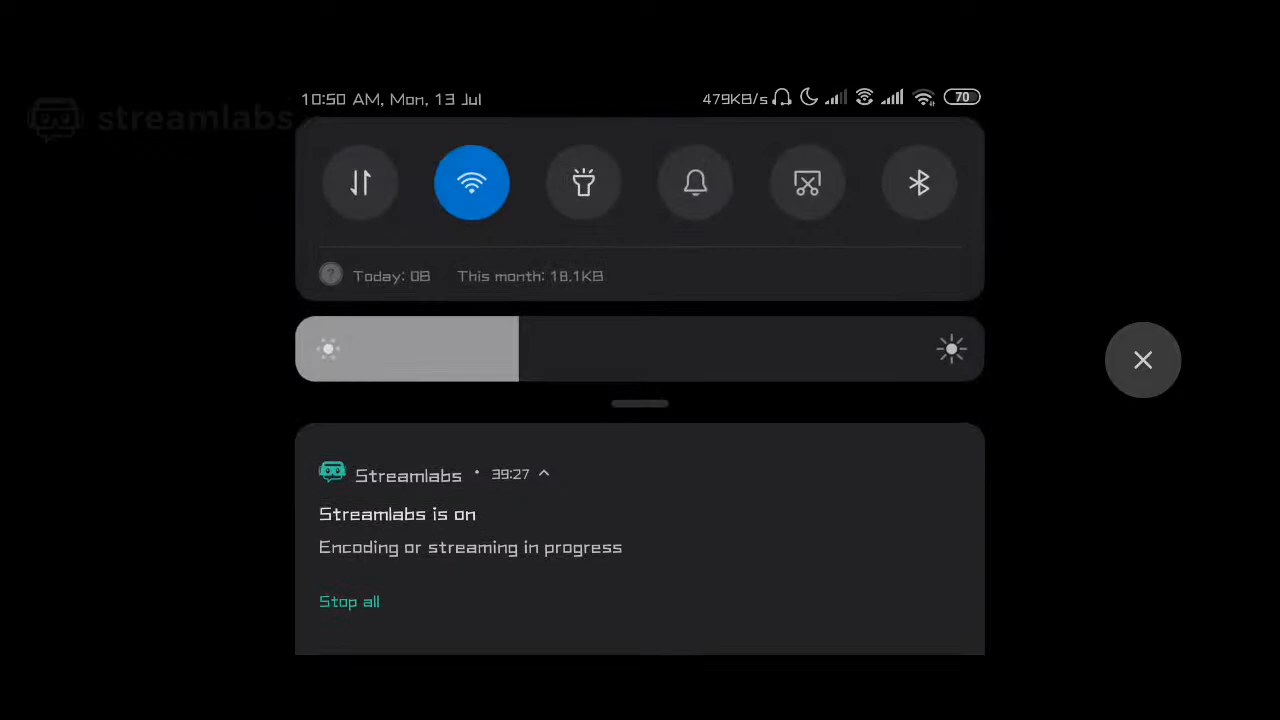 10:50 AM, Mon, 13 Jul 479KB/s 70
streamlabs
? Today: 0B This month: 18.1KB
Streamlabs • 39:27
Streamlabs is on
Encoding or streaming in progress
Stop all